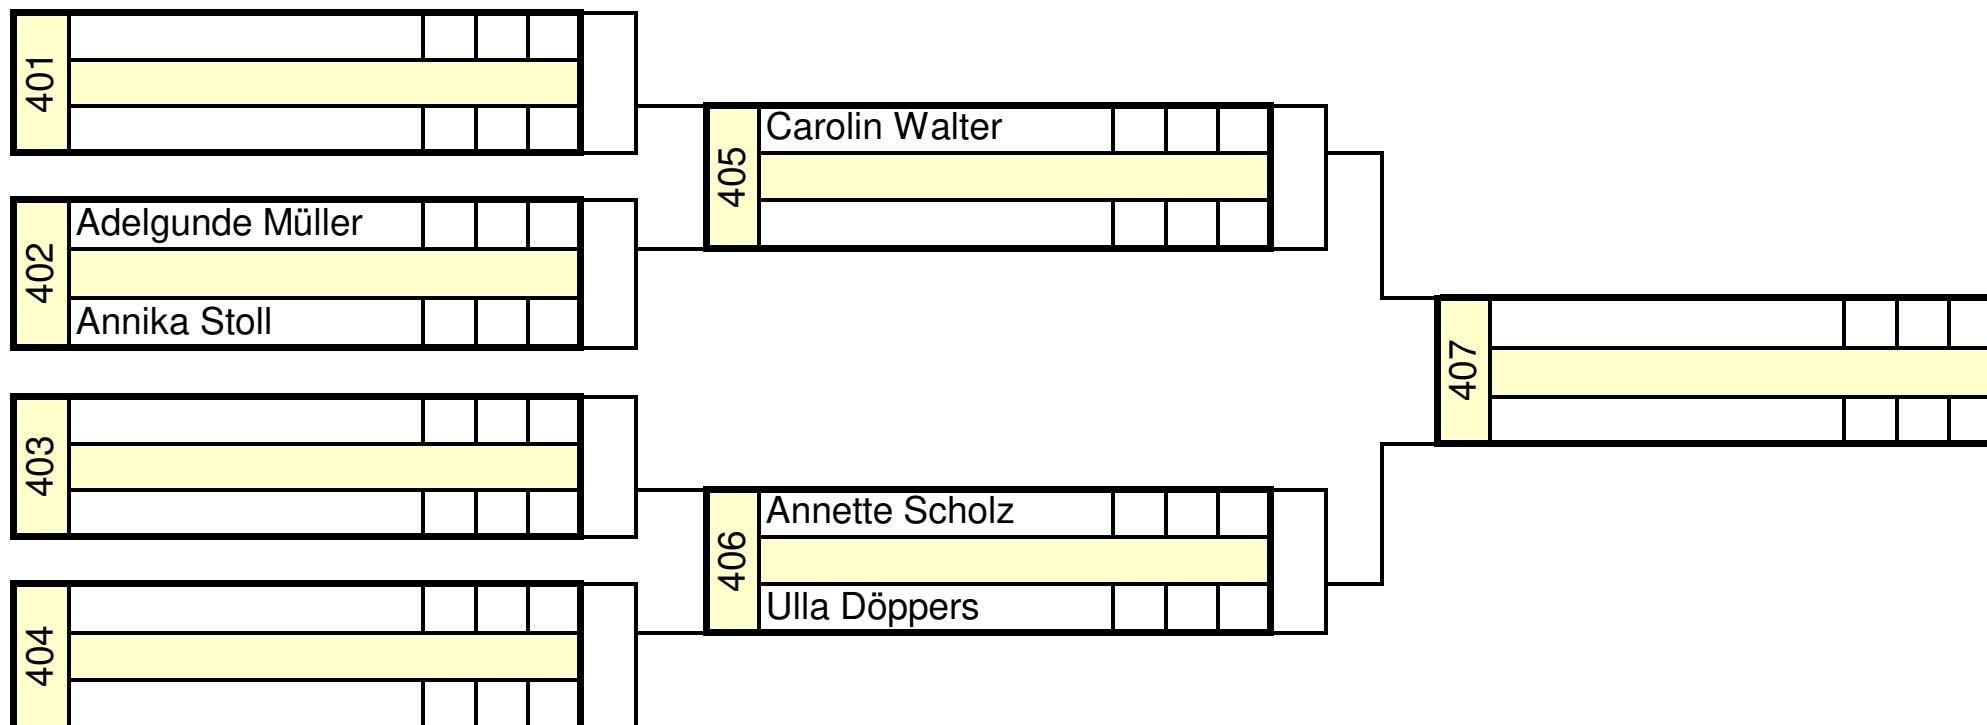 401
402
Adelgunde Müller
Annika Stoll
403
404
405
Carolin Walter
406
Annette Scholz
Ulla Döppers
407